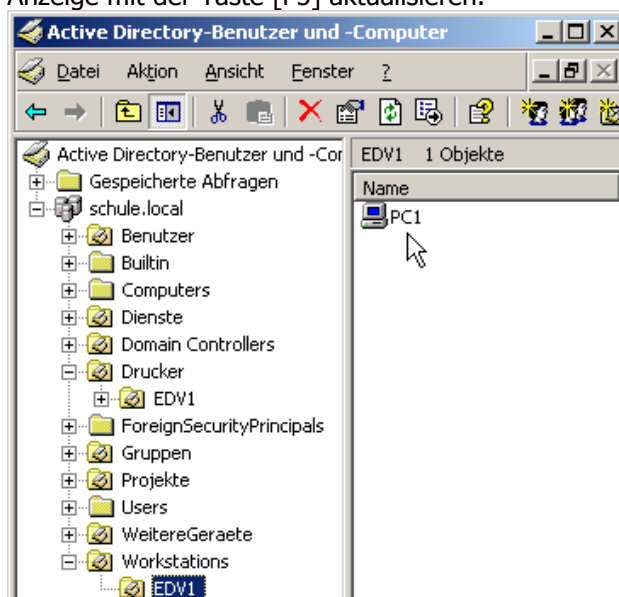 Anzeige mit der Taste [F5] aktualisieren.
Active Directory-Benutzer und -Computer
Datei Aktion Ansicht Fenster ?
Active Directory-Benutzer und -Cor
Gespeicherte Abfragen
schule.local
Benutzer
Builtin
Computers
Dienste
Domain Controllers
Drucker
EDV1
ForeignSecurityPrincipals
Gruppen
Projekte
Users
WeitereGeraete
Workstations
EDV1
EDV1 1 Objekte
Name
PC1